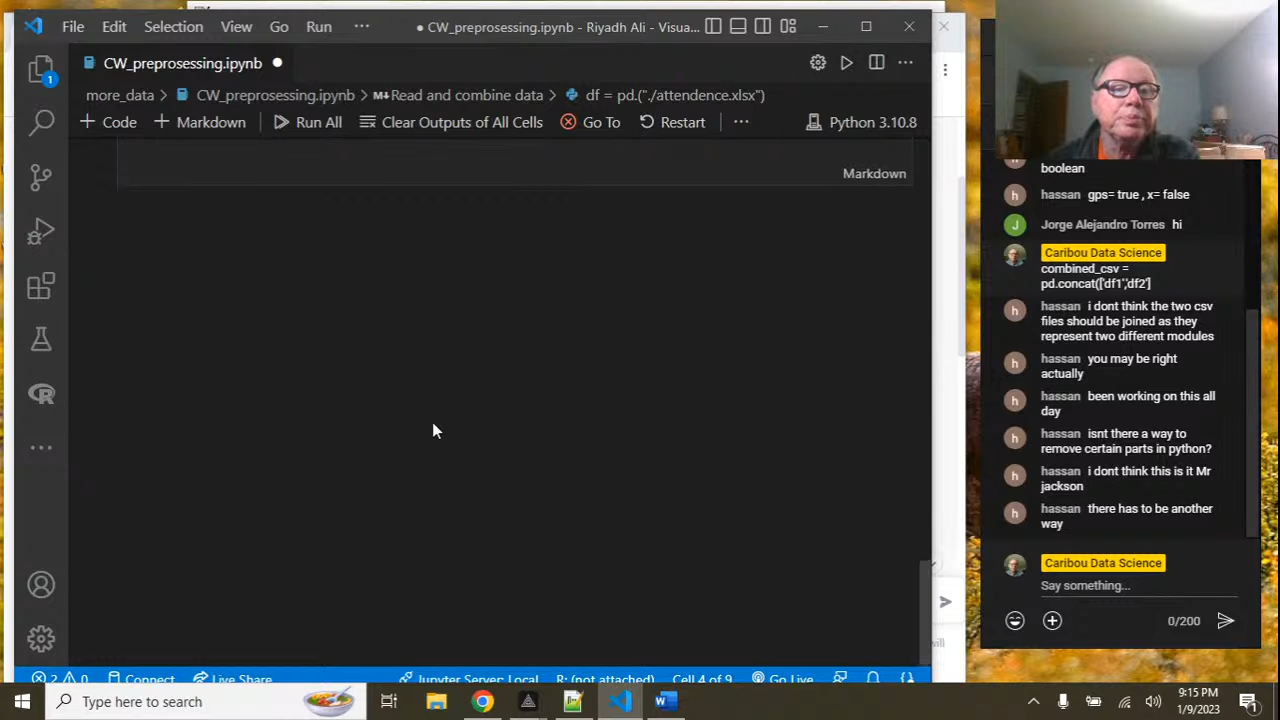 File Edit Selection View Go Run ··· ● CW_preprosessing.ipynb - Riyadh Ali - Visua...
CW_preprosessing.ipynb
more_data > CW_preprosessing.ipynb > M↓Read and combine data > df = pd.("./attendence.xlsx")
+ Code + Markdown Run All Clear Outputs of All Cells Go To Restart ··· Python 3.10.8
Markdown
1
2 0 Connect Live Share Jupyter Server: Local R: (not attached) Cell 4 of 9 Go Live
boolean
h hassan gps= true , x= false
J Jorge Alejandro Torres hi
Caribou Data Science
combined_csv =
pd.concat(['df1','df2']
h hassan i dont think the two csv
files should be joined as they
represent two different modules
h hassan you may be right
actually
h hassan been working on this all
day
h hassan isnt there a way to
remove certain parts in python?
h hassan i dont think this is it Mr
jackson
h hassan there has to be another
way
Caribou Data Science
Say something...
0/200
Type here to search
9:15 PM
1/9/2023
1